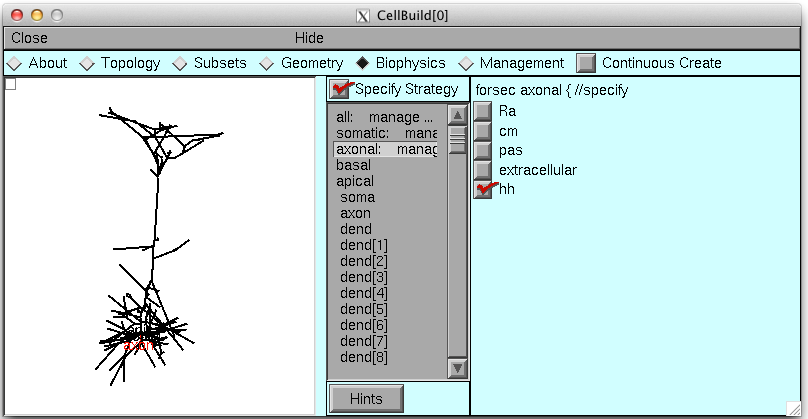 CellBuild[0]
Close Hide
About Topology Subsets Geometry Biophysics Management Continuous Create
Specify Strategy
all: manage ...
somatic: mana
axonal: manag
basal
apical
soma
axon
dend
dend[1]
dend[2]
dend[3]
dend[4]
dend[5]
dend[6]
dend[7]
dend[8]
Hints
forsec axonal { //specify
Ra
cm
pas
extracellular
hh
axon